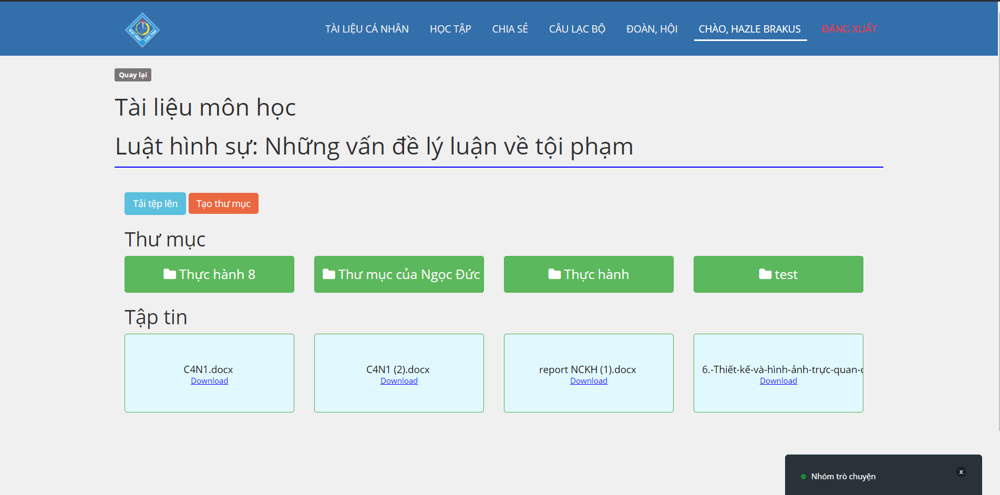 ĐẠI HỌC CẦN THƠ
TÀI LIỆU CÁ NHÂN HỌC TẬP CHIA SẺ CÂU LẠC BỘ ĐOÀN, HỘI CHÀO, HAZLE BRAKUS ĐĂNG XUẤT
Quay lại
Tài liệu môn học
Luật hình sự: Những vấn đề lý luận về tội phạm
Tải tệp lên Tạo thư mục
Thư mục
Thực hành 8 Thư mục của Ngọc Đức Thực hành test
Tập tin
C4N1.docx C4N1 (2).docx report NCKH (1).docx 6.-Thiết-kế-và-hình-ảnh-trực-quan-
Download Download Download Download
Nhóm trò chuyện x